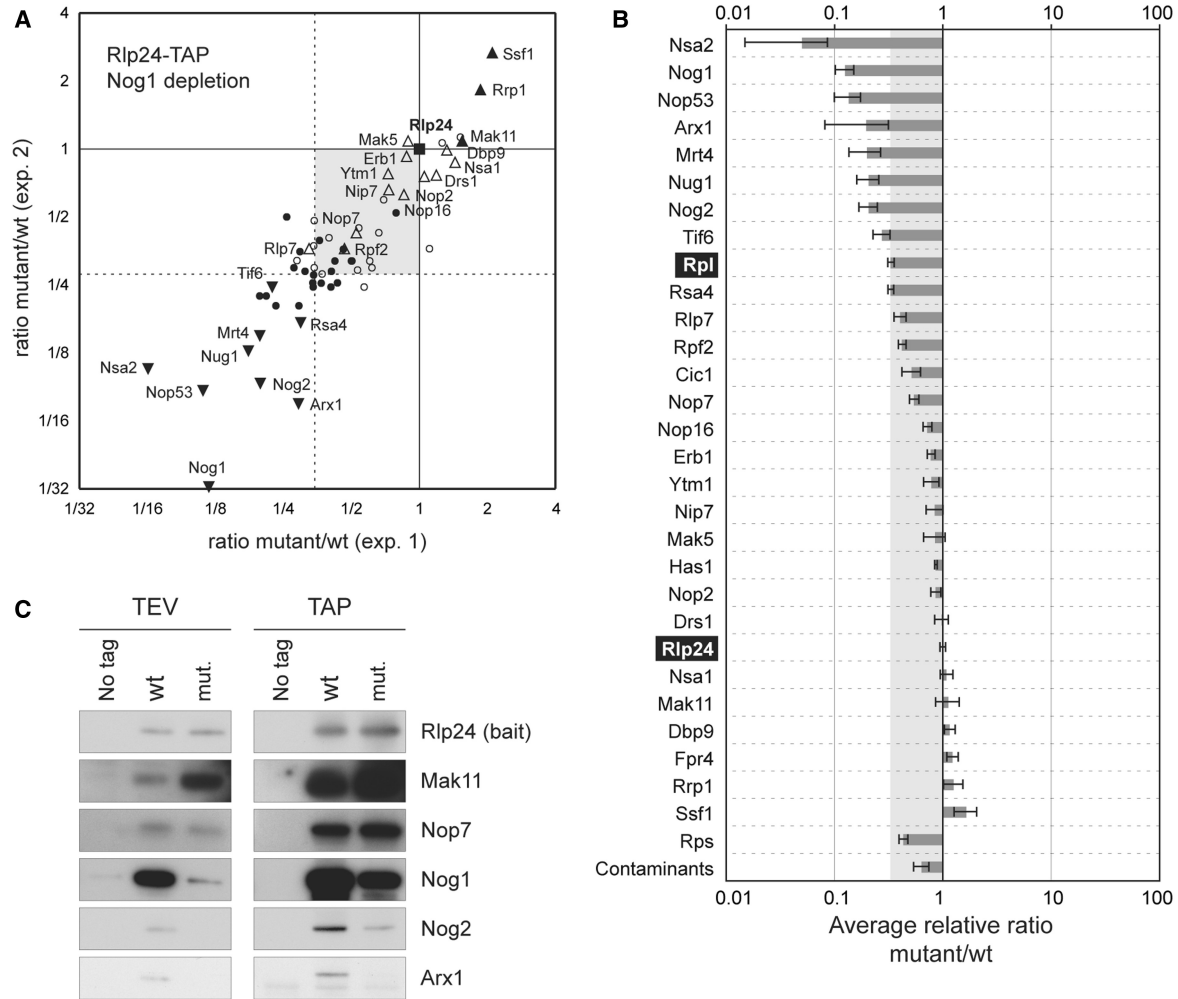 A
4
2
1
1/2
1/4
1/8
1/16
1/32
ratio mutant/wt (exp. 2)
Rlp24-TAP
Nog1 depletion
Ssf1
Rrp1
Rlp24
Mak5
Mak11
Erb1
Dbp9
Ytm1
Nsa1
Nip7
Drs1
Nop2
Nop16
Nop7
Rlp7
Rpf2
Tif6
Rsa4
Mrt4
Nug1
Nsa2
Nop53
Nog2
Arx1
Nog1
1/32 1/16 1/8 1/4 1/2 1 2 4
ratio mutant/wt (exp. 1)
B
0.01 0.1 1 10 100
Nsa2
Nog1
Nop53
Arx1
Mrt4
Nug1
Nog2
Tif6
Rpl
Rsa4
Rlp7
Rpf2
Cic1
Nop7
Nop16
Erb1
Ytm1
Nip7
Mak5
Has1
Nop2
Drs1
Rlp24
Nsa1
Mak11
Dbp9
Fpr4
Rrp1
Ssf1
Rps
Contaminants
0.01 0.1 1 10 100
Average relative ratio
mutant/wt
C
TEV TAP
No tag wt mut. No tag wt mut.
Rlp24 (bait)
Mak11
Nop7
Nog1
Nog2
Arx1